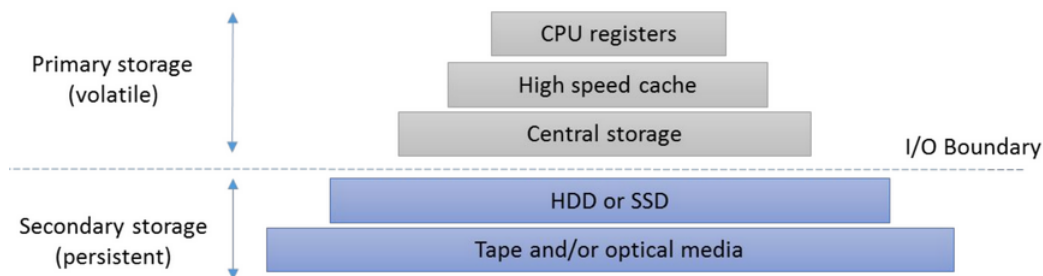 CPU registers
Primary storage
(volatile)
High speed cache
Central storage
I/O Boundary
HDD or SSD
Secondary storage
(persistent)
Tape and/or optical media